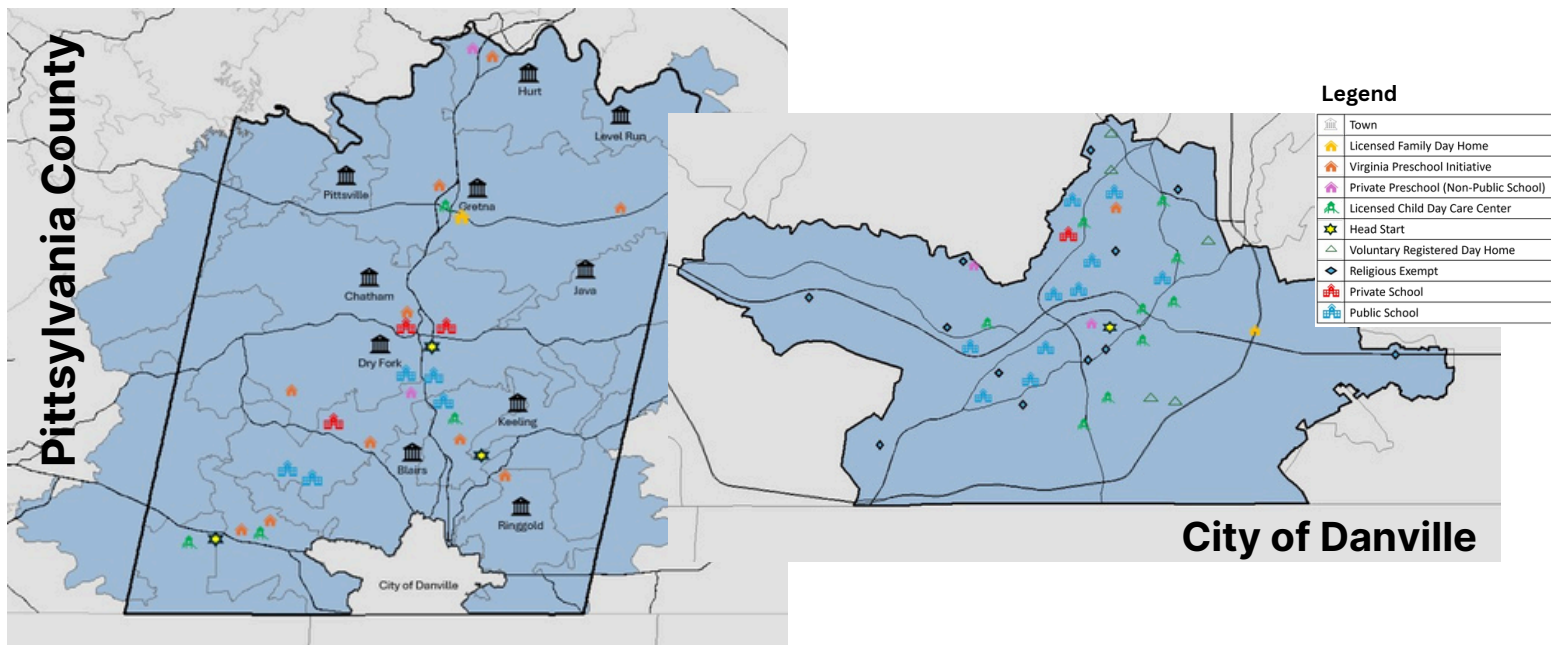 Pittsylvania County
Hurt
Level Run
Pittsville
Gretna
Chatham
Java
Dry Fork
Keeling
Blairs
Ringgold
City of Danville
City of Danville
Legend
Town
Licensed Family Day Home
Virginia Preschool Initiative
Private Preschool (Non-Public School)
Licensed Child Day Care Center
Head Start
Voluntary Registered Day Home
Religious Exempt
Private School
Public School